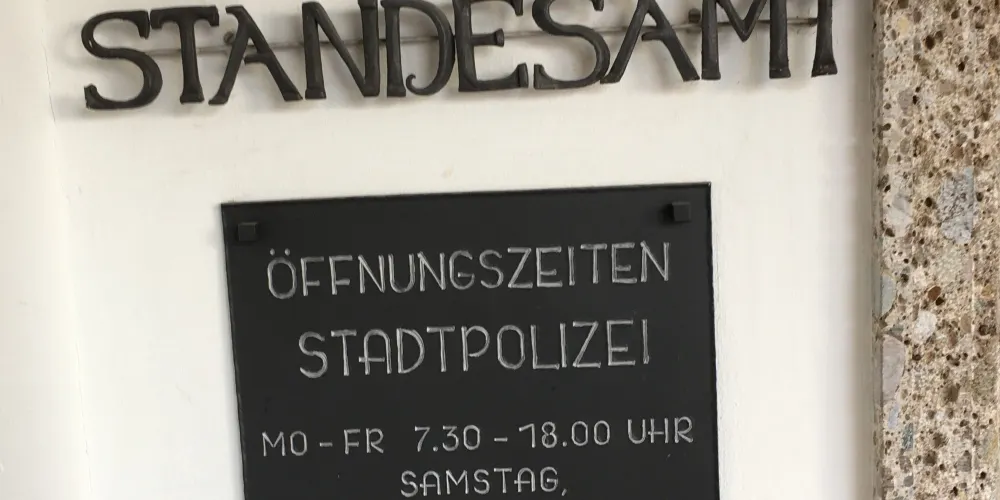 STANDESAMT
ÖFFNUNGSZEITEN
STADTPOLIZEI
MO - FR 7.30 - 18.00 UHR
SAMSTAG,